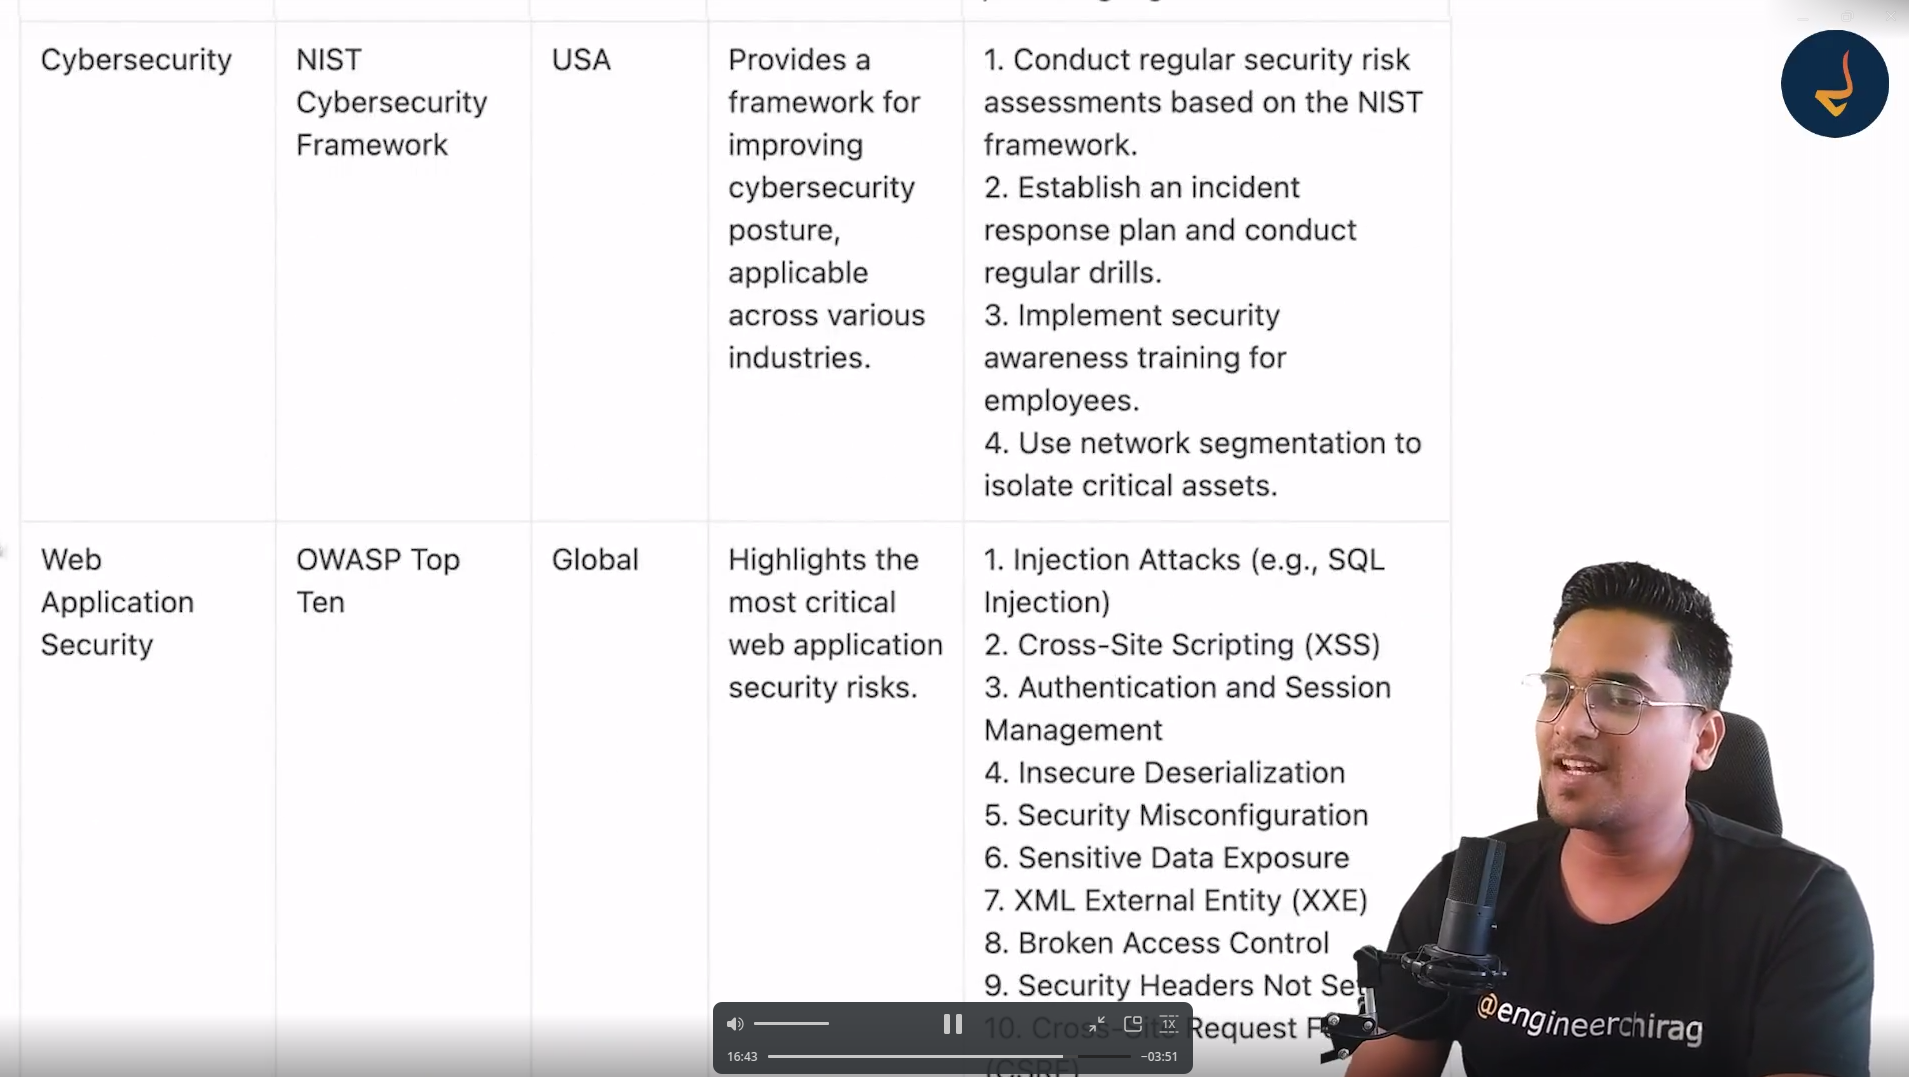 Cybersecurity
NIST
Cybersecurity
Framework
USA
Provides a
framework for
improving
cybersecurity
posture,
applicable
across various
industries.
1. Conduct regular security risk
assessments based on the NIST
framework.
2. Establish an incident
response plan and conduct
regular drills.
3. Implement security
awareness training for
employees.
4. Use network segmentation to
isolate critical assets.
Web
Application
Security
OWASP Top
Ten
Global
Highlights the
most critical
web application
security risks.
1. Injection Attacks (e.g., SQL
Injection)
2. Cross-Site Scripting (XSS)
3. Authentication and Session
Management
4. Insecure Deserialization
5. Security Misconfiguration
6. Sensitive Data Exposure
7. XML External Entity (XXE)
8. Broken Access Control
9. Security Headers Not Set
10. Cross-Site Request
(CSRF)
@engineerchirag
1X
16:43
−03:51